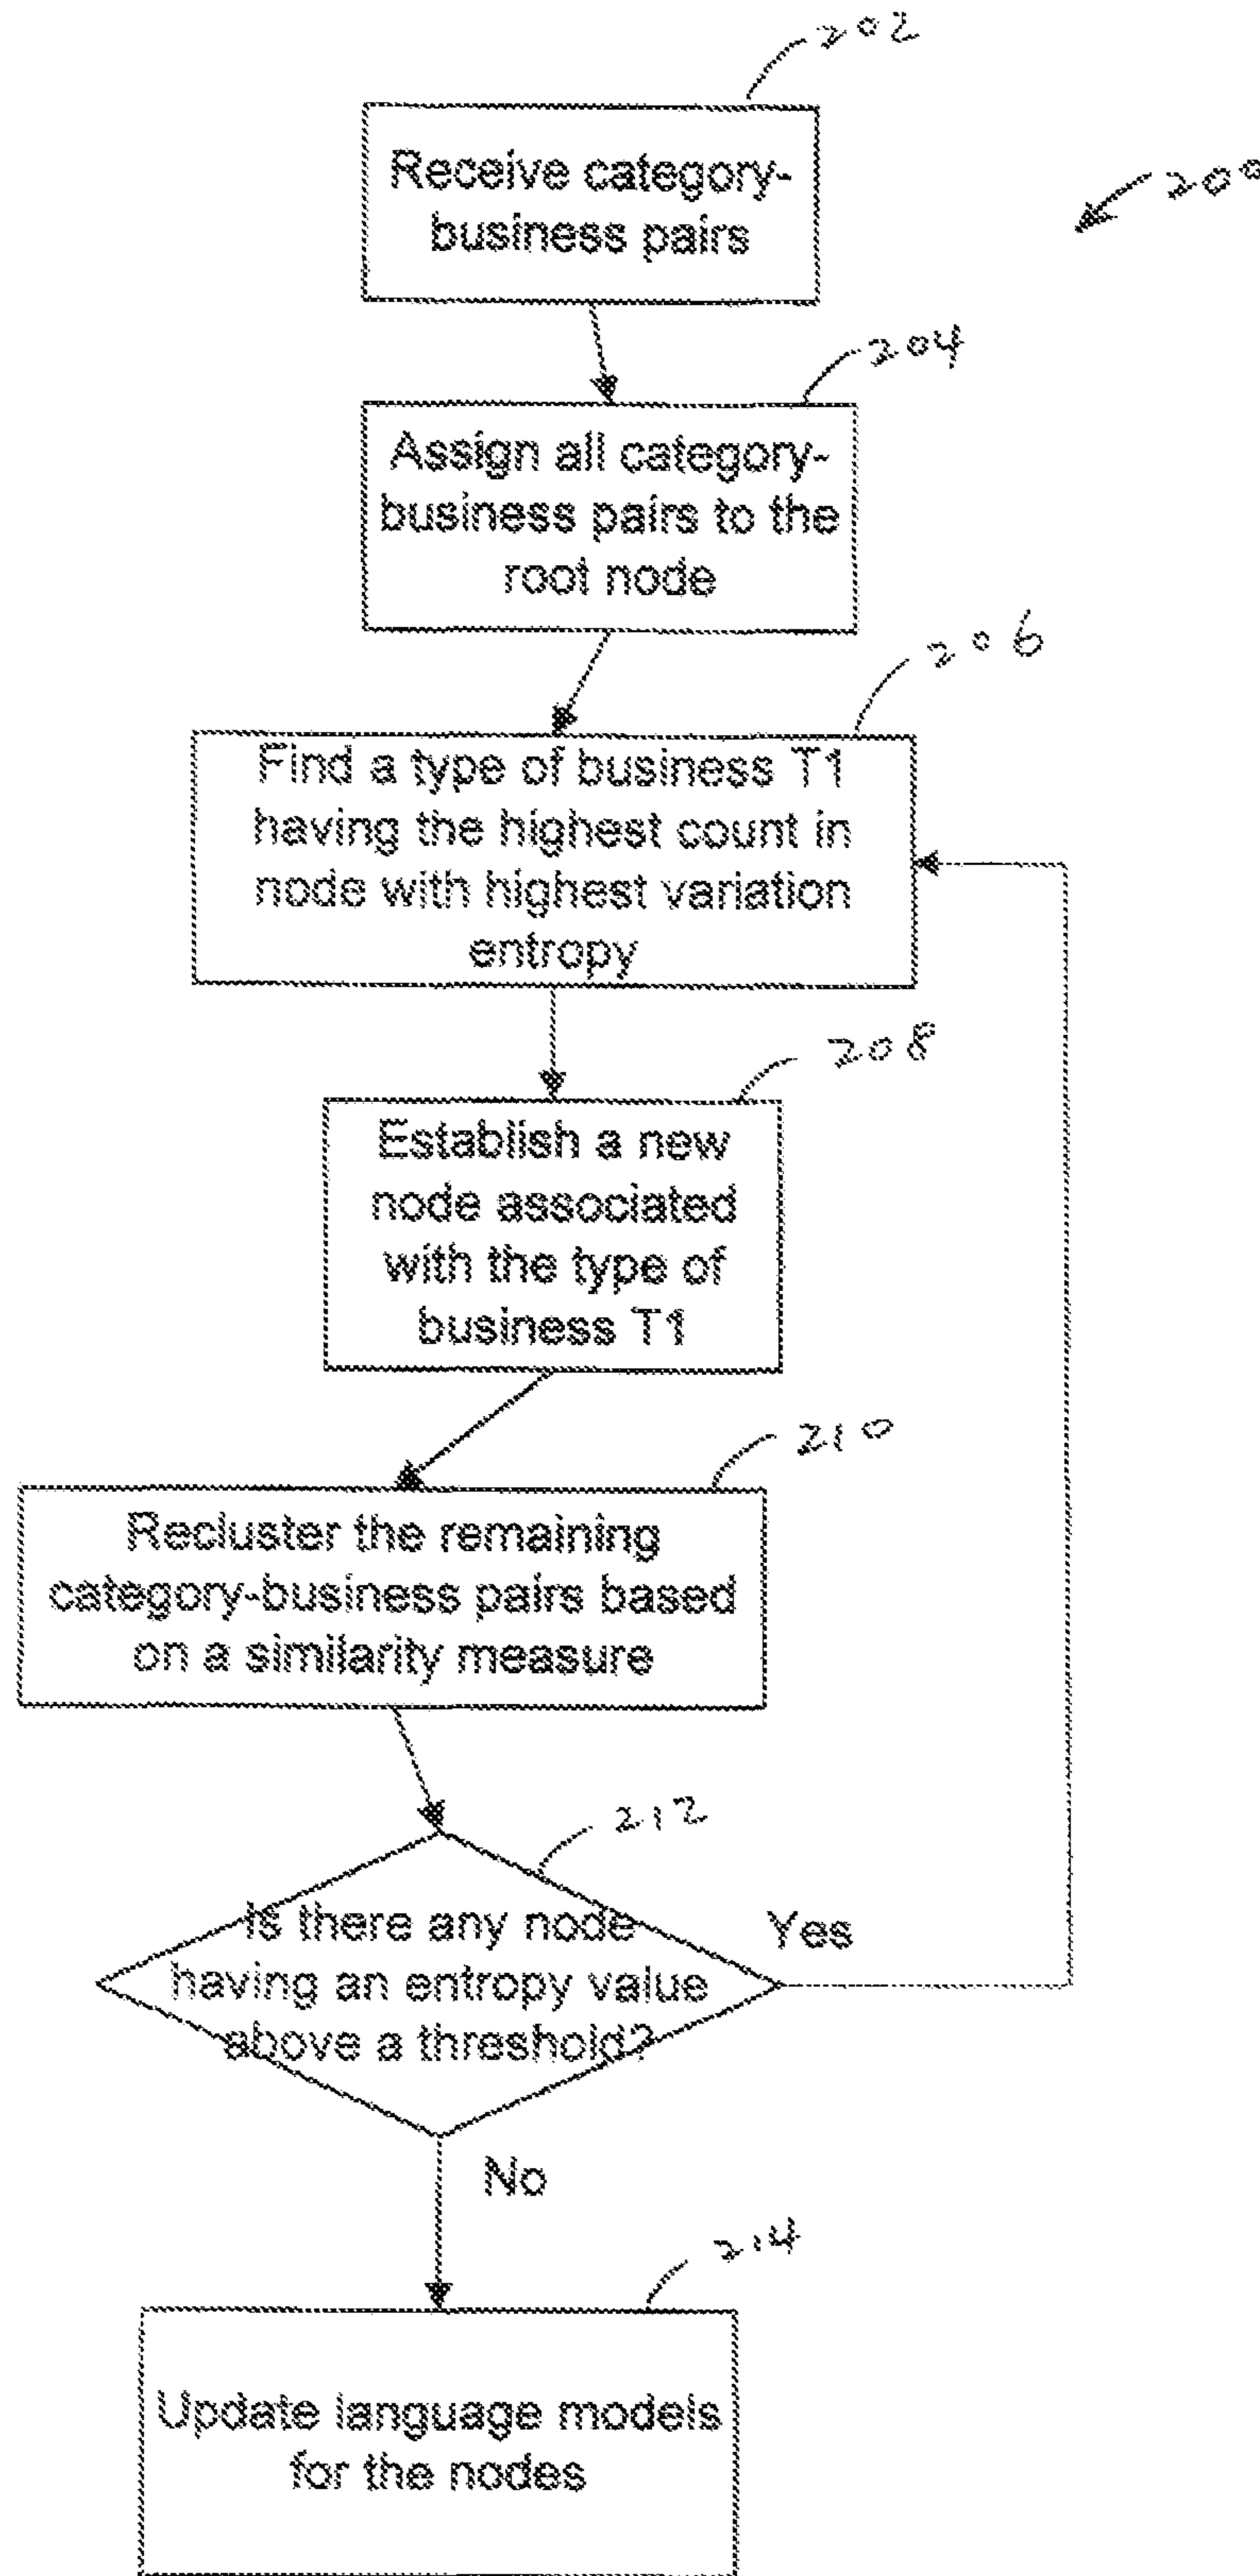 202
Receive category-
business pairs
200
204
Assign all category-
business pairs to the
root node
206
Find a type of business T1
having the highest count in
node with highest variation
entropy
208
Establish a new
node associated
with the type of
business T1
210
Recluster the remaining
category-business pairs based
on a similarity measure
212
Is there any node
having an entropy value
above a threshold?
Yes
No
214
Update language models
for the nodes